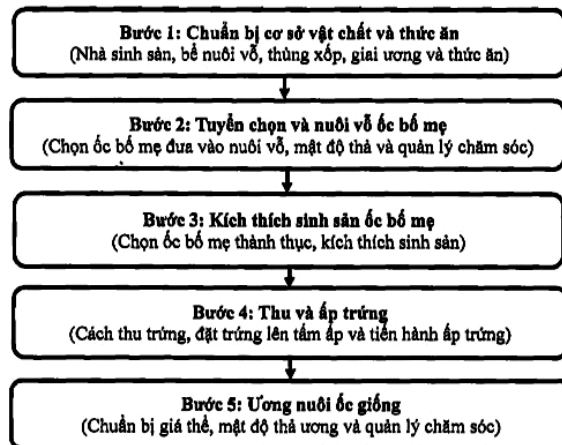 Bước 1: Chuẩn bị cơ sở vật chất và thức ăn
(Nhà sinh sản, bể nuôi vỗ, thùng xốp, giai ương và thức ăn)
Bước 2: Tuyển chọn và nuôi vỗ ốc bố mẹ
(Chọn ốc bố mẹ đưa vào nuôi vỗ, mật độ thả và quản lý chăm sóc)
Bước 3: Kích thích sinh sản ốc bố mẹ
(Chọn ốc bố mẹ thành thục, kích thích sinh sản)
Bước 4: Thu và ấp trứng
(Cách thu trứng, đặt trứng lên tấm ấp và tiến hành ấp trứng)
Bước 5: Ương nuôi ốc giống
(Chuẩn bị giá thể, mật độ thả ương và quản lý chăm sóc)